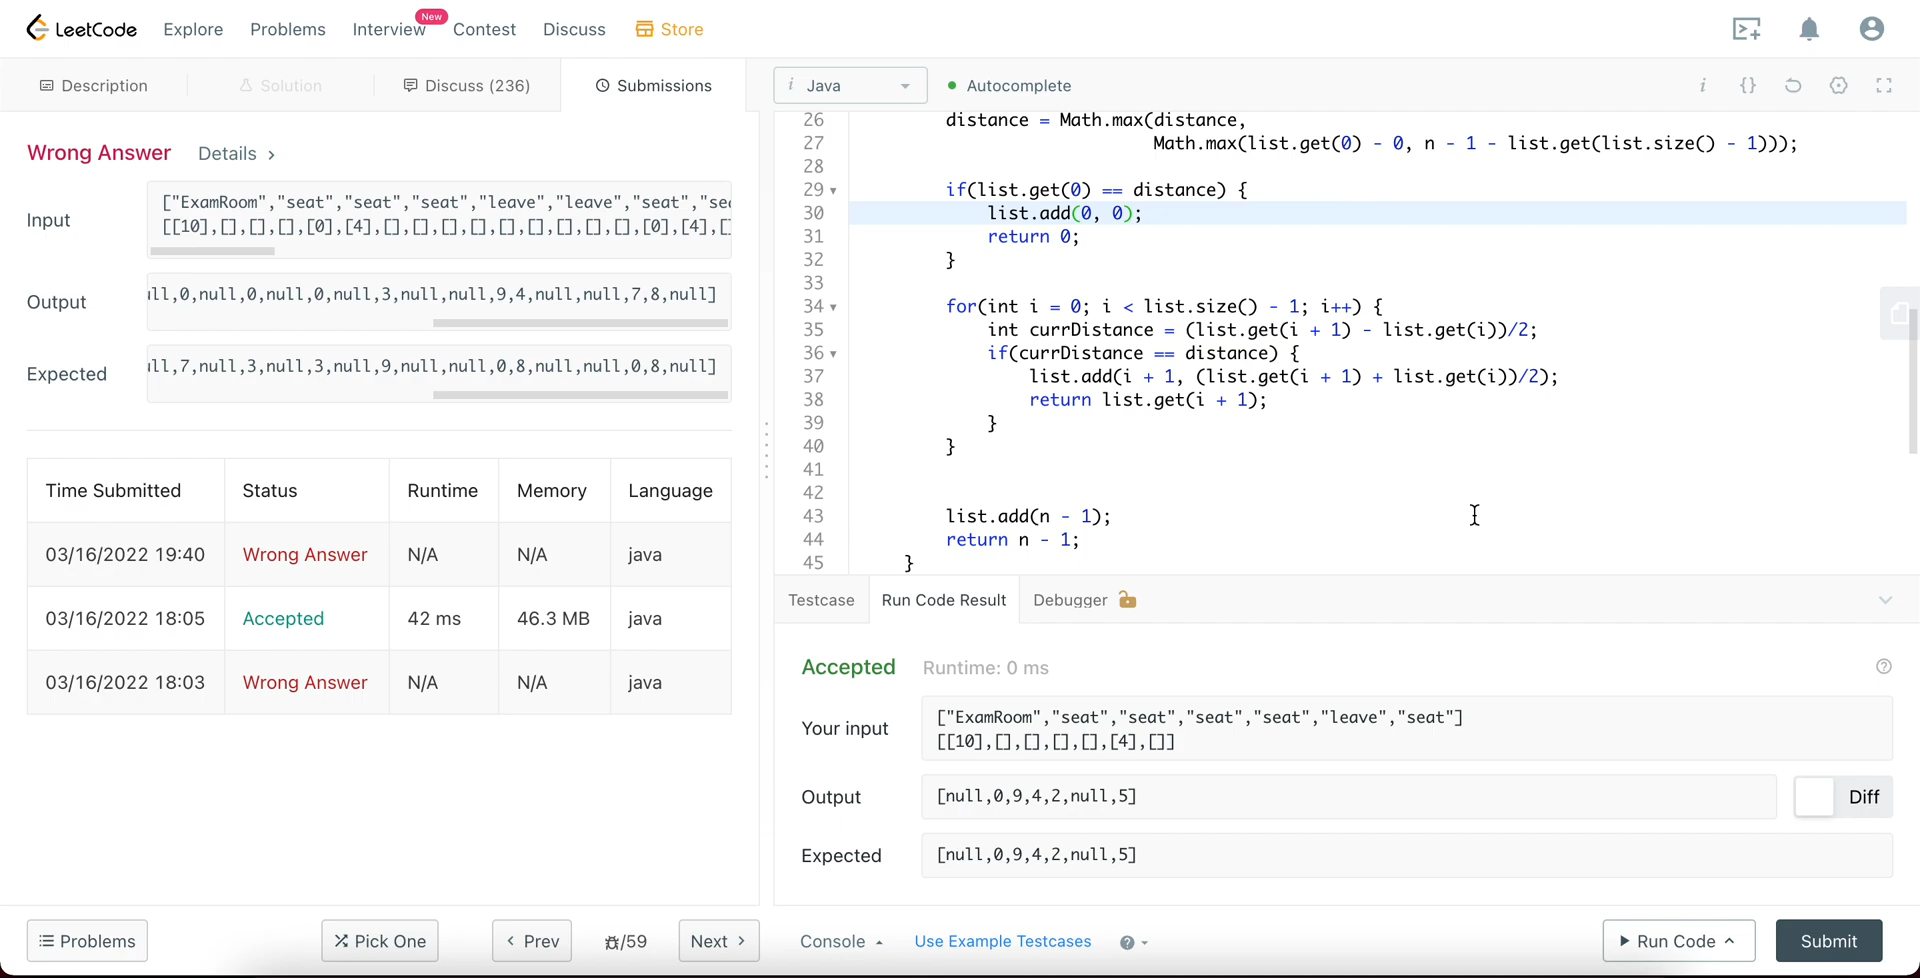 LeetCode Explore Problems Interview New Contest Discuss Store
Description Solution Discuss (236) Submissions
Java Autocomplete
Wrong Answer Details >
Input
["ExamRoom","seat","seat","seat","leave","leave","seat","se
[[10],[],[],[],[0],[4],[],[],[],[],[],[],[],[],[],[0],[4],[]
Output
ll,0,null,0,null,0,null,3,null,null,9,4,null,null,7,8,null]
Expected
ll,7,null,3,null,3,null,9,null,null,0,8,null,null,0,8,null]
Time Submitted Status Runtime Memory Language
03/16/2022 19:40 Wrong Answer N/A N/A java
03/16/2022 18:05 Accepted 42 ms 46.3 MB java
03/16/2022 18:03 Wrong Answer N/A N/A java
26 distance = Math.max(distance,
27 Math.max(list.get(0) - 0, n - 1 - list.get(list.size() - 1)));
28
29 if(list.get(0) == distance) {
30 list.add(0, 0);
31 return 0;
32 }
33
34 for(int i = 0; i < list.size() - 1; i++) {
35 int currDistance = (list.get(i + 1) - list.get(i))/2;
36 if(currDistance == distance) {
37 list.add(i + 1, (list.get(i + 1) + list.get(i))/2);
38 return list.get(i + 1);
39 }
40 }
41
42
43 list.add(n - 1);
44 return n - 1;
45 }
Testcase Run Code Result Debugger
Accepted Runtime: 0 ms
Your input
["ExamRoom","seat","seat","seat","seat","leave","seat"]
[[10],[],[],[],[],[4],[]]
Output
[null,0,9,4,2,null,5]
Diff
Expected
[null,0,9,4,2,null,5]
Problems Pick One < Prev /59 Next > Console Use Example Testcases Run Code Submit